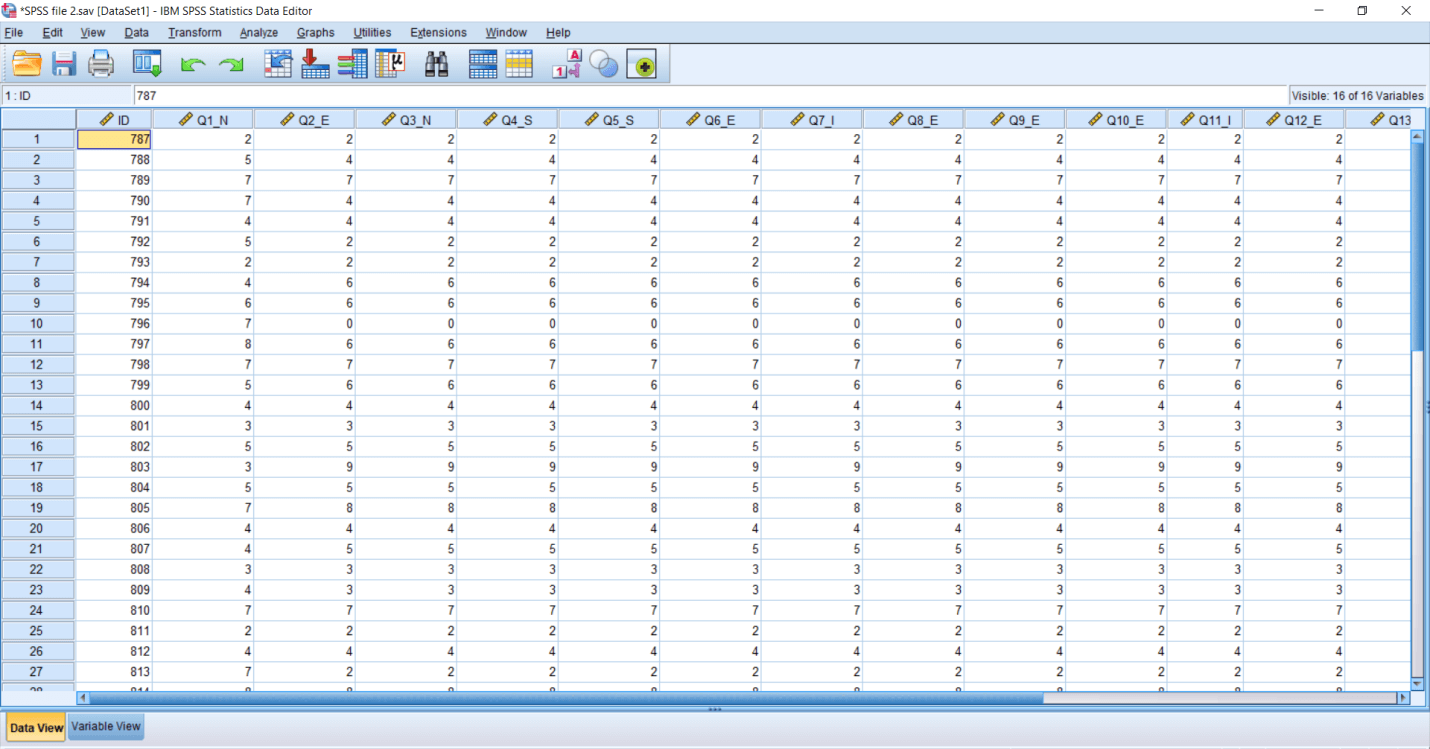 *SPSS file 2.sav [DataSet1] - IBM SPSS Statistics Data Editor
File Edit View Data Transform Analyze Graphs Utilities Extensions Window Help
1 : ID 787 Visible: 16 of 16 Variables
ID Q1_N Q2_E Q3_N Q4_S Q5_S Q6_E Q7_I Q8_E Q9_E Q10_E Q11_I Q12_E Q13
1 787 2 2 2 2 2 2 2 2 2 2 2 2
2 788 5 4 4 4 4 4 4 4 4 4 4 4
3 789 7 7 7 7 7 7 7 7 7 7 7 7
4 790 7 4 4 4 4 4 4 4 4 4 4 4
5 791 4 4 4 4 4 4 4 4 4 4 4 4
6 792 5 2 2 2 2 2 2 2 2 2 2 2
7 793 2 2 2 2 2 2 2 2 2 2 2 2
8 794 4 6 6 6 6 6 6 6 6 6 6 6
9 795 6 6 6 6 6 6 6 6 6 6 6 6
10 796 7 0 0 0 0 0 0 0 0 0 0 0
11 797 8 6 6 6 6 6 6 6 6 6 6 6
12 798 7 7 7 7 7 7 7 7 7 7 7 7
13 799 5 6 6 6 6 6 6 6 6 6 6 6
14 800 4 4 4 4 4 4 4 4 4 4 4 4
15 801 3 3 3 3 3 3 3 3 3 3 3 3
16 802 5 5 5 5 5 5 5 5 5 5 5 5
17 803 3 9 9 9 9 9 9 9 9 9 9 9
18 804 5 5 5 5 5 5 5 5 5 5 5 5
19 805 7 8 8 8 8 8 8 8 8 8 8 8
20 806 4 4 4 4 4 4 4 4 4 4 4 4
21 807 4 5 5 5 5 5 5 5 5 5 5 5
22 808 3 3 3 3 3 3 3 3 3 3 3 3
23 809 4 3 3 3 3 3 3 3 3 3 3 3
24 810 7 7 7 7 7 7 7 7 7 7 7 7
25 811 2 2 2 2 2 2 2 2 2 2 2 2
26 812 4 4 4 4 4 4 4 4 4 4 4 4
27 813 7 2 2 2 2 2 2 2 2 2 2 2
Data View Variable View